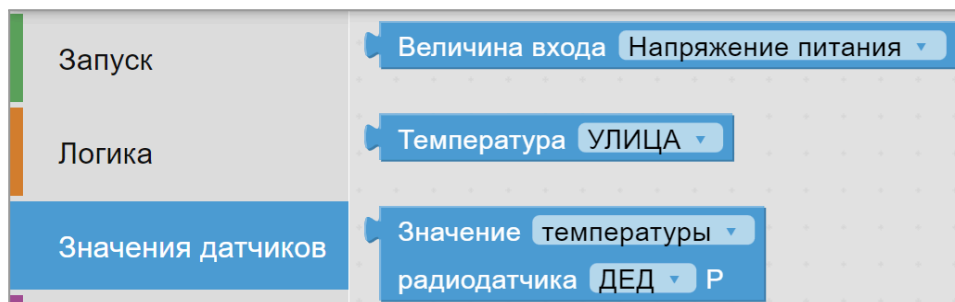 Запуск
Логика
Значения датчиков
Величина входа Напряжение питания
Температура УЛИЦА
Значение температуры
радиодатчика ДЕД Р